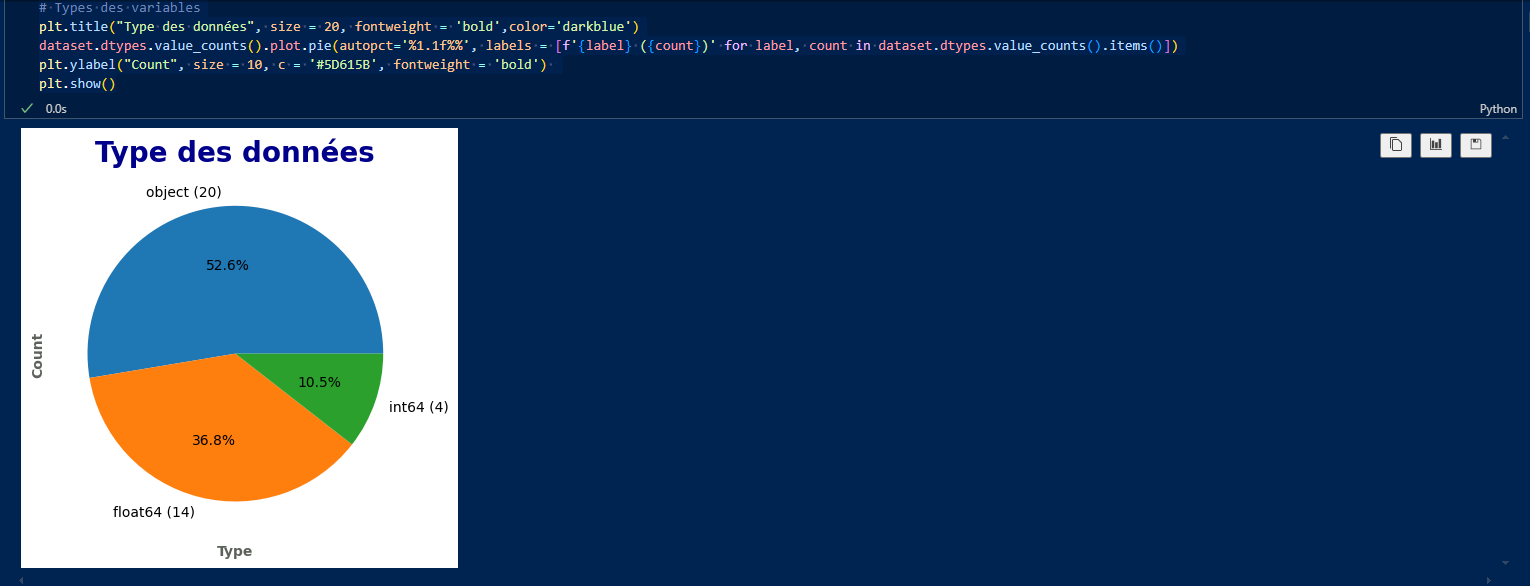 # Types des variables
plt.title("Type des données", size = 20, fontweight = 'bold',color='darkblue')
dataset.dtypes.value_counts().plot.pie(autopct='%1.1f%%', labels = [f'{label} ({count})' for label, count in dataset.dtypes.value_counts().items()])
plt.ylabel("Count", size = 10, c = '#5D615B', fontweight = 'bold')
plt.show()
0.0s
Python
Type des données
object (20)
52.6%
Count
10.5%
int64 (4)
36.8%
float64 (14)
Type